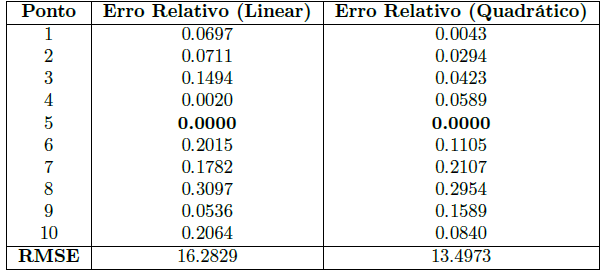 Ponto Erro Relativo (Linear) Erro Relativo (Quadrático)
1 0.0697 0.0043
2 0.0711 0.0294
3 0.1494 0.0423
4 0.0020 0.0589
5 0.0000 0.0000
6 0.2015 0.1105
7 0.1782 0.2107
8 0.3097 0.2954
9 0.0536 0.1589
10 0.2064 0.0840
RMSE 16.2829 13.4973